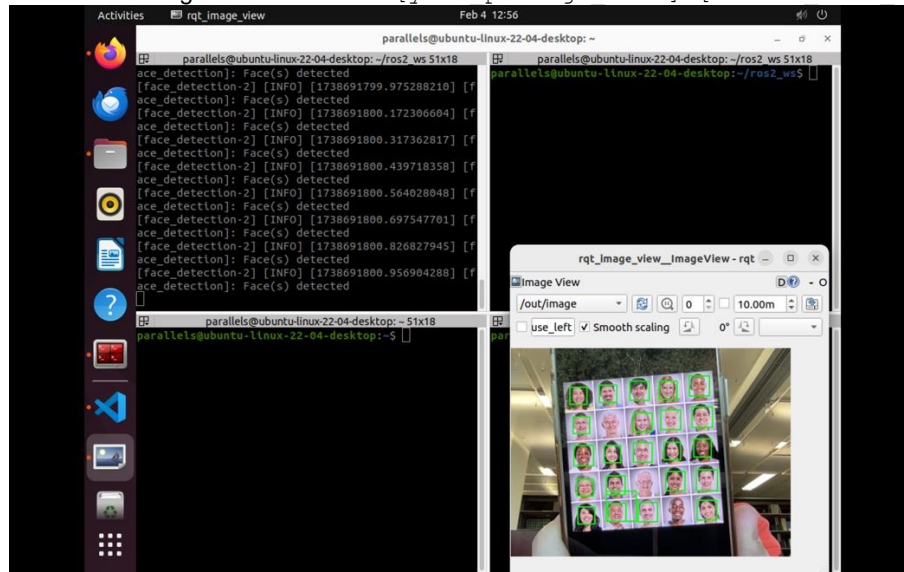 Activities
rqt_image_view
Feb 4 12:56
parallels@ubuntu-linux-22-04-desktop: ~
parallels@ubuntu-linux-22-04-desktop: ~/ros2_ws 51x18
ace_detection]: Face(s) detected
[face_detection-2] [INFO] [1738691799.975288210] [f
ace_detection]: Face(s) detected
[face_detection-2] [INFO] [1738691800.172306604] [f
ace_detection]: Face(s) detected
[face_detection-2] [INFO] [1738691800.317362817] [f
ace_detection]: Face(s) detected
[face_detection-2] [INFO] [1738691800.439718358] [f
ace_detection]: Face(s) detected
[face_detection-2] [INFO] [1738691800.564028048] [f
ace_detection]: Face(s) detected
[face_detection-2] [INFO] [1738691800.697547701] [f
ace_detection]: Face(s) detected
[face_detection-2] [INFO] [1738691800.826827945] [f
ace_detection]: Face(s) detected
[face_detection-2] [INFO] [1738691800.956904288] [f
ace_detection]: Face(s) detected
parallels@ubuntu-linux-22-04-desktop: ~/ros2_ws 51x18
parallels@ubuntu-linux-22-04-desktop:~/ros2_ws$
parallels@ubuntu-linux-22-04-desktop: ~ 51x18
parallels@ubuntu-linux-22-04-desktop:~$
par
rqt_image_view__ImageView - rqt
Image View
D
- O
/out/image
0
10.00m
use_left
Smooth scaling
0°